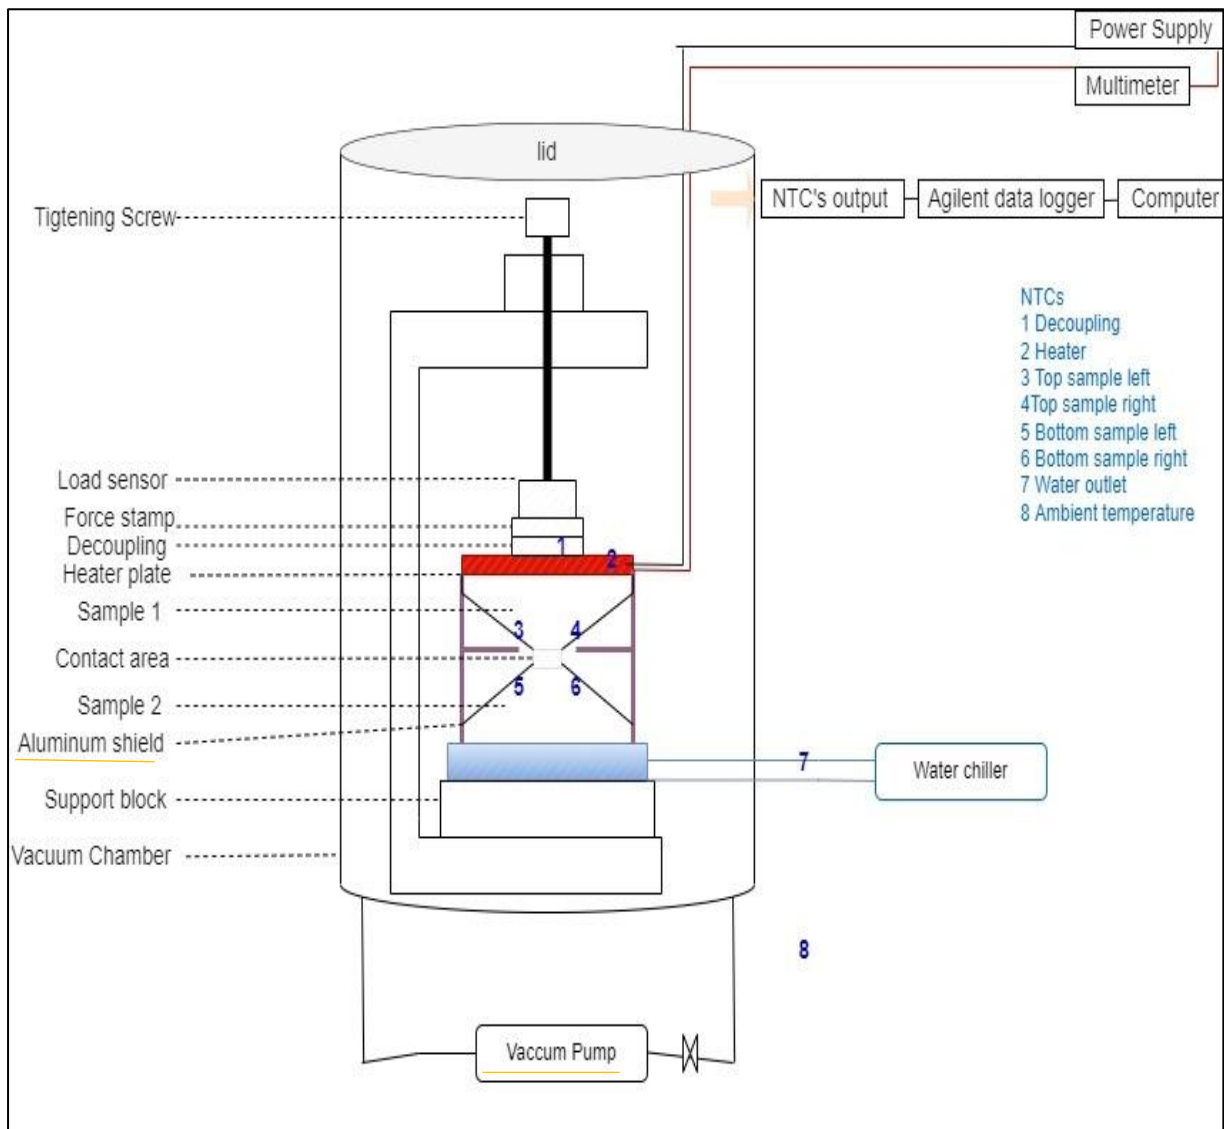 Power Supply
Multimeter
lid
NTC's output
Agilent data logger
Computer
Tigtening Screw
NTCs
1 Decoupling
2 Heater
3 Top sample left
4Top sample right
5 Bottom sample left
6 Bottom sample right
7 Water outlet
8 Ambient temperature
Load sensor
Force stamp
Decoupling
1
2
Heater plate
Sample 1
3
4
Contact area
5
6
Sample 2
Aluminum shield
7
Water chiller
Support block
Vacuum Chamber
8
Vaccum Pump